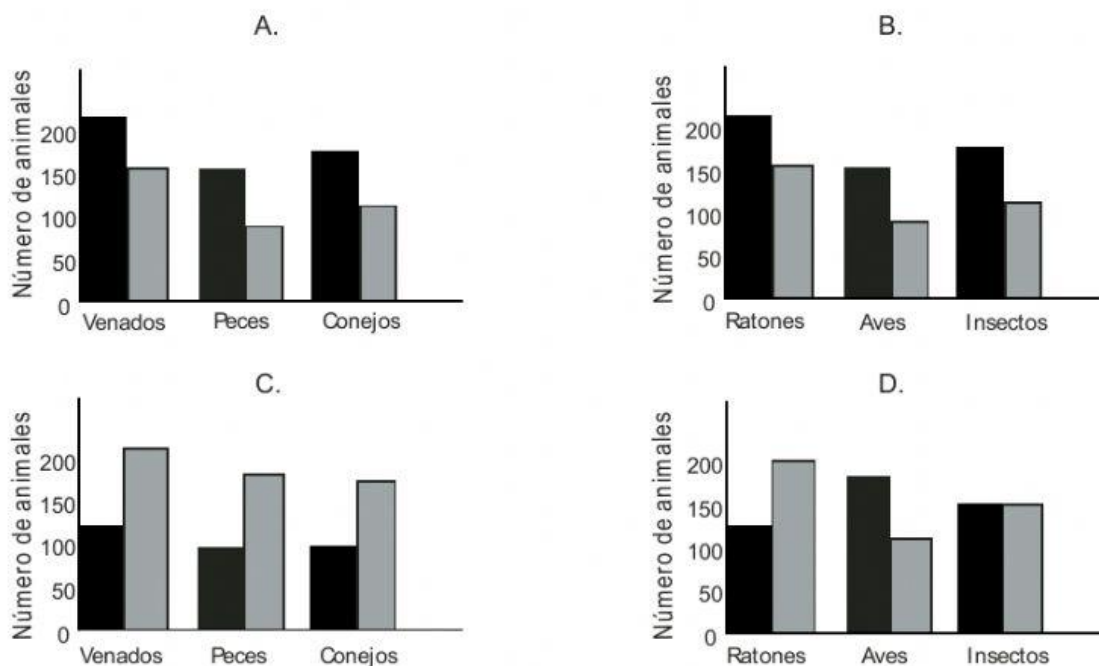 A.
Número de animales
200
150
100
50
0
Venados Peces Conejos
B.
Número de animales
200
150
100
50
0
Ratones Aves Insectos
C.
Número de animales
200
150
100
50
0
Venados Peces Conejos
D.
Número de animales
200
150
100
50
0
Ratones Aves Insectos